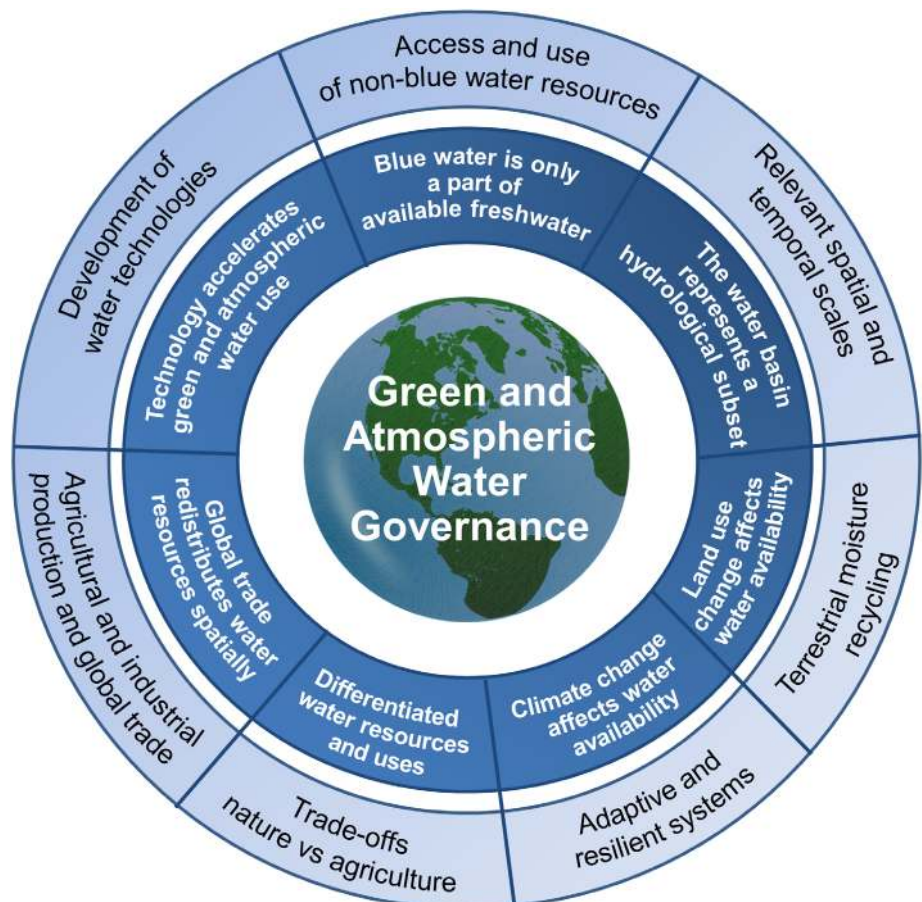 Access and use
of non-blue water resources
Relevant spatial and
temporal scales
Terrestrial moisture
recycling
Adaptive and
resilient systems
Trade-offs
nature vs agriculture
Agricultural and industrial
production and global trade
Development of
water technologies
Blue water is only
a part of
available freshwater
The water basin
represents a
hydrological subset
Land use
change affects
water availability
Climate change
affects water
availability
Differentiated
water resources
and uses
Global trade
redistributes water
resources spatially
Technology accelerates
green and atmospheric
water use
Green and
Atmospheric
Water
Governance